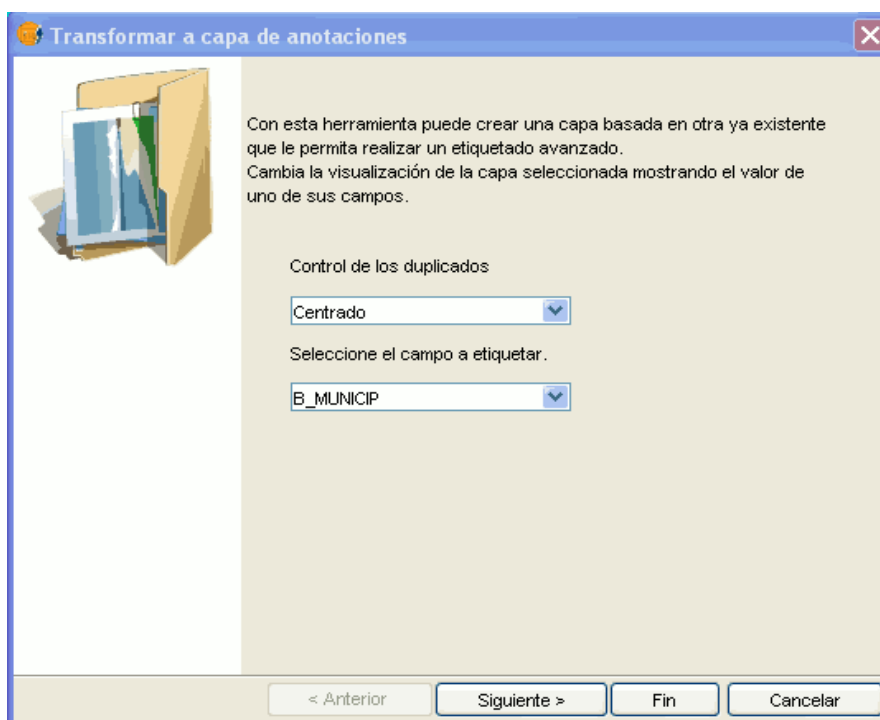 Transformar a capa de anotaciones
Con esta herramienta puede crear una capa basada en otra ya existente
que le permita realizar un etiquetado avanzado.
Cambia la visualización de la capa seleccionada mostrando el valor de
uno de sus campos.
Control de los duplicados
Centrado
Seleccione el campo a etiquetar.
B_MUNICIP
< Anterior
Siguiente >
Fin
Cancelar